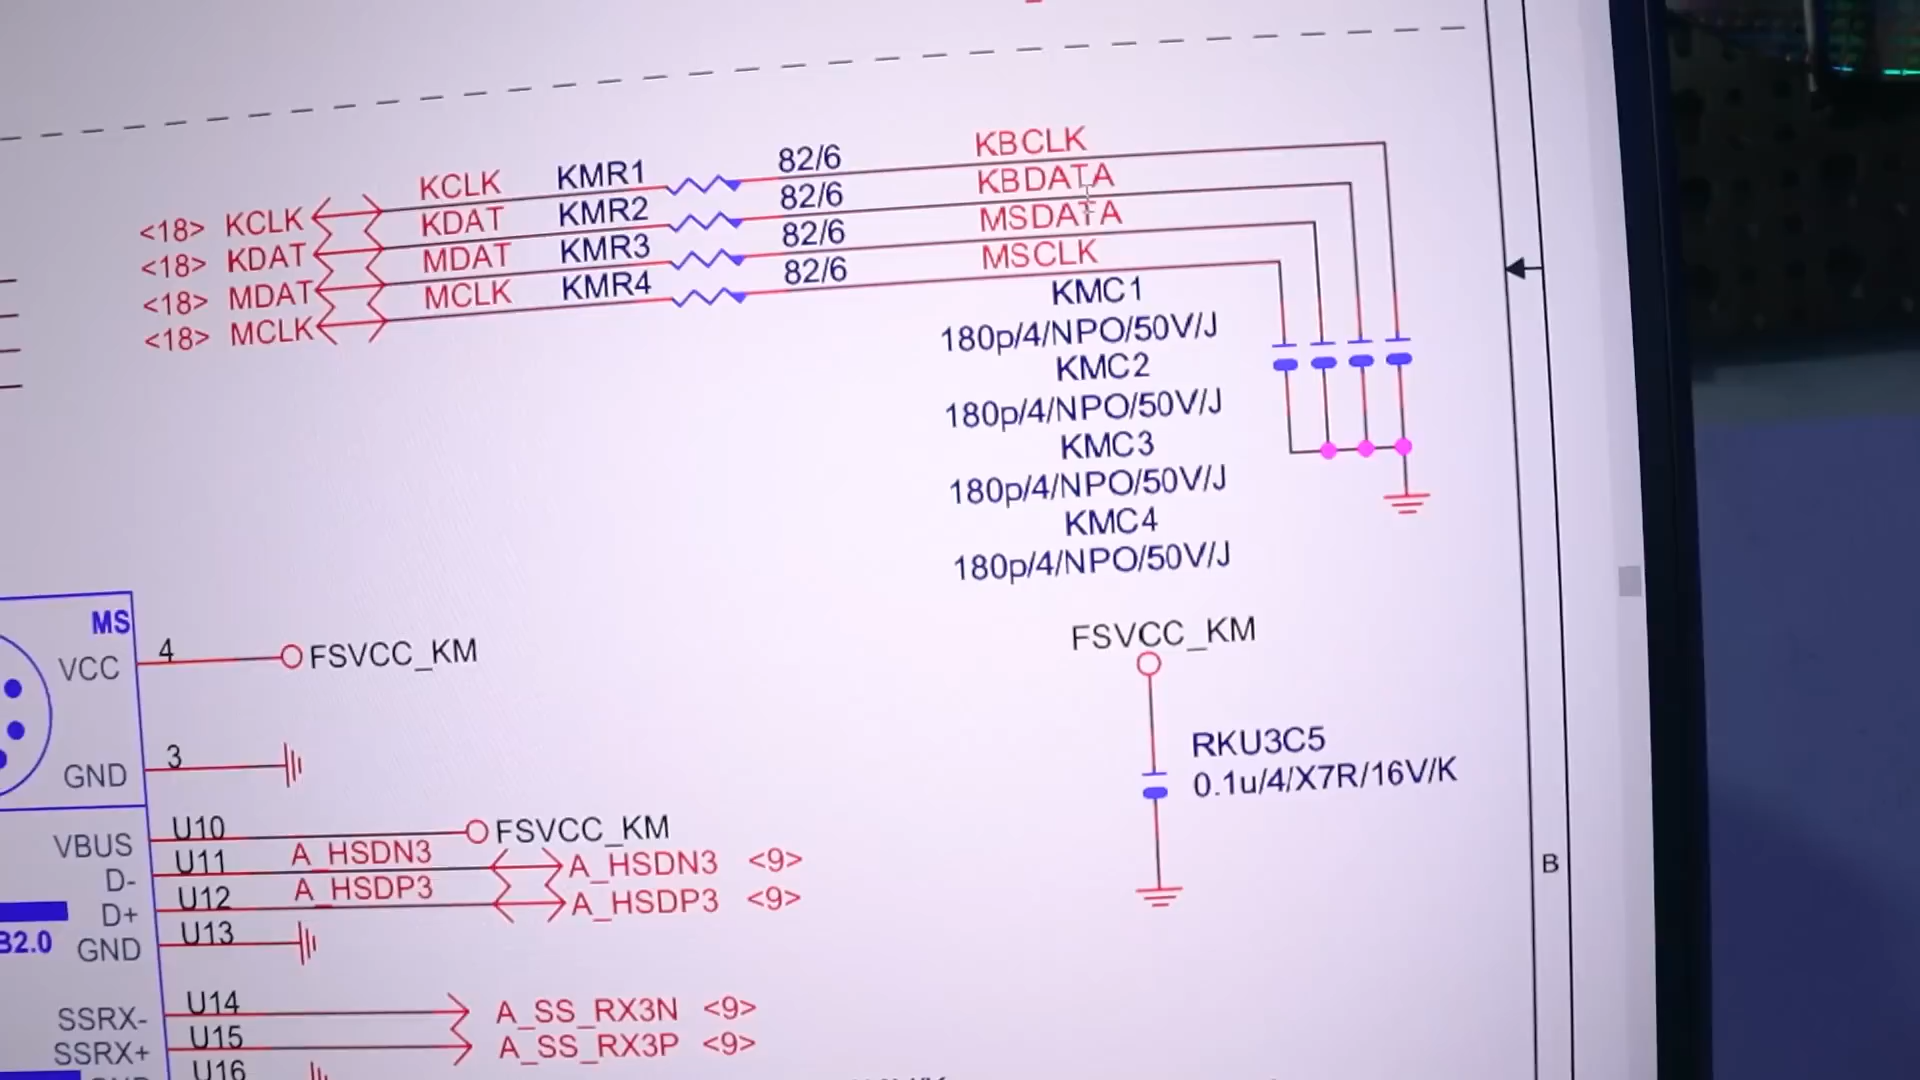 <18> KCLK KCLK KMR1 82/6 KBCLK
<18> KDAT KDAT KMR2 82/6 KBDATA
<18> MDAT MDAT KMR3 82/6 MSDATA
<18> MCLK MCLK KMR4 82/6 MSCLK
KMC1
180p/4/NPO/50V/J
KMC2
180p/4/NPO/50V/J
KMC3
180p/4/NPO/50V/J
KMC4
180p/4/NPO/50V/J
MS
VCC 4 FSVCC_KM
GND 3
FSVCC_KM
RKU3C5
0.1u/4/X7R/16V/K
VBUS U10 FSVCC_KM
D- U11 A_HSDN3 A_HSDN3 <9>
D+ U12 A_HSDP3 A_HSDP3 <9>
B2.0 GND U13
B
SSRX- U14 A_SS_RX3N <9>
SSRX+ U15 A_SS_RX3P <9>
U16